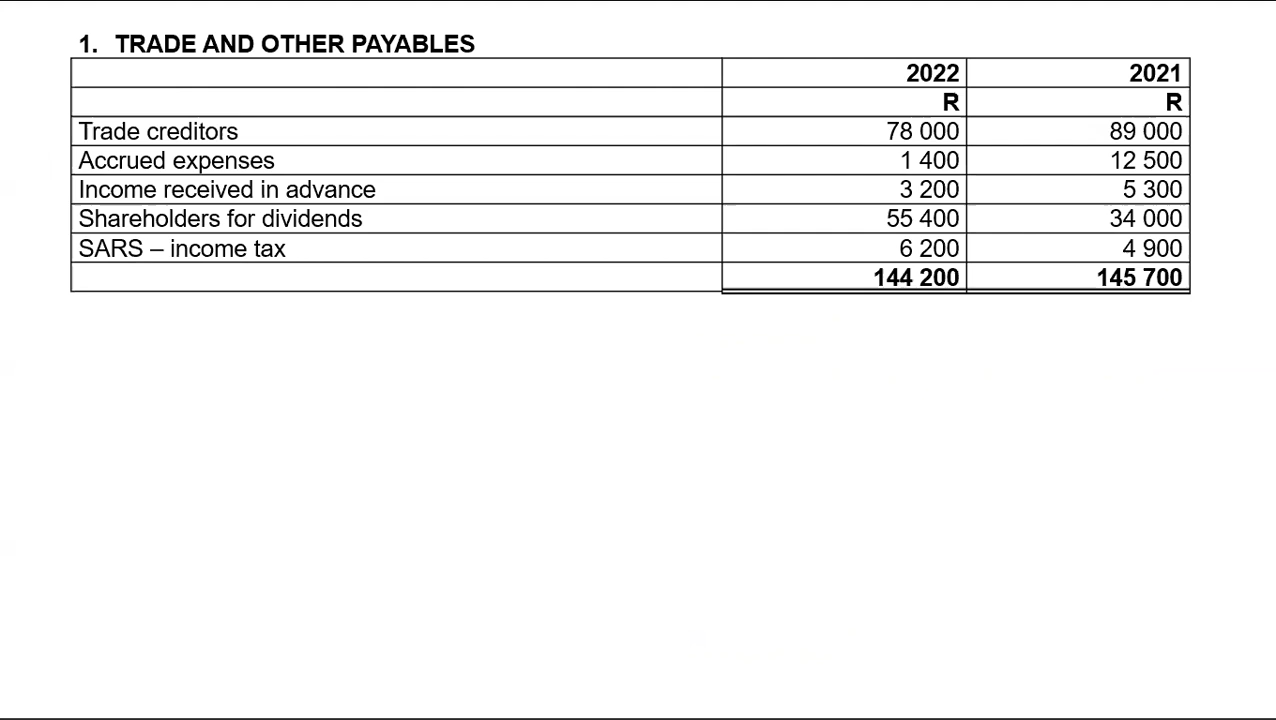 1. TRADE AND OTHER PAYABLES
2022 2021
R R
Trade creditors 78 000 89 000
Accrued expenses 1 400 12 500
Income received in advance 3 200 5 300
Shareholders for dividends 55 400 34 000
SARS – income tax 6 200 4 900
144 200 145 700